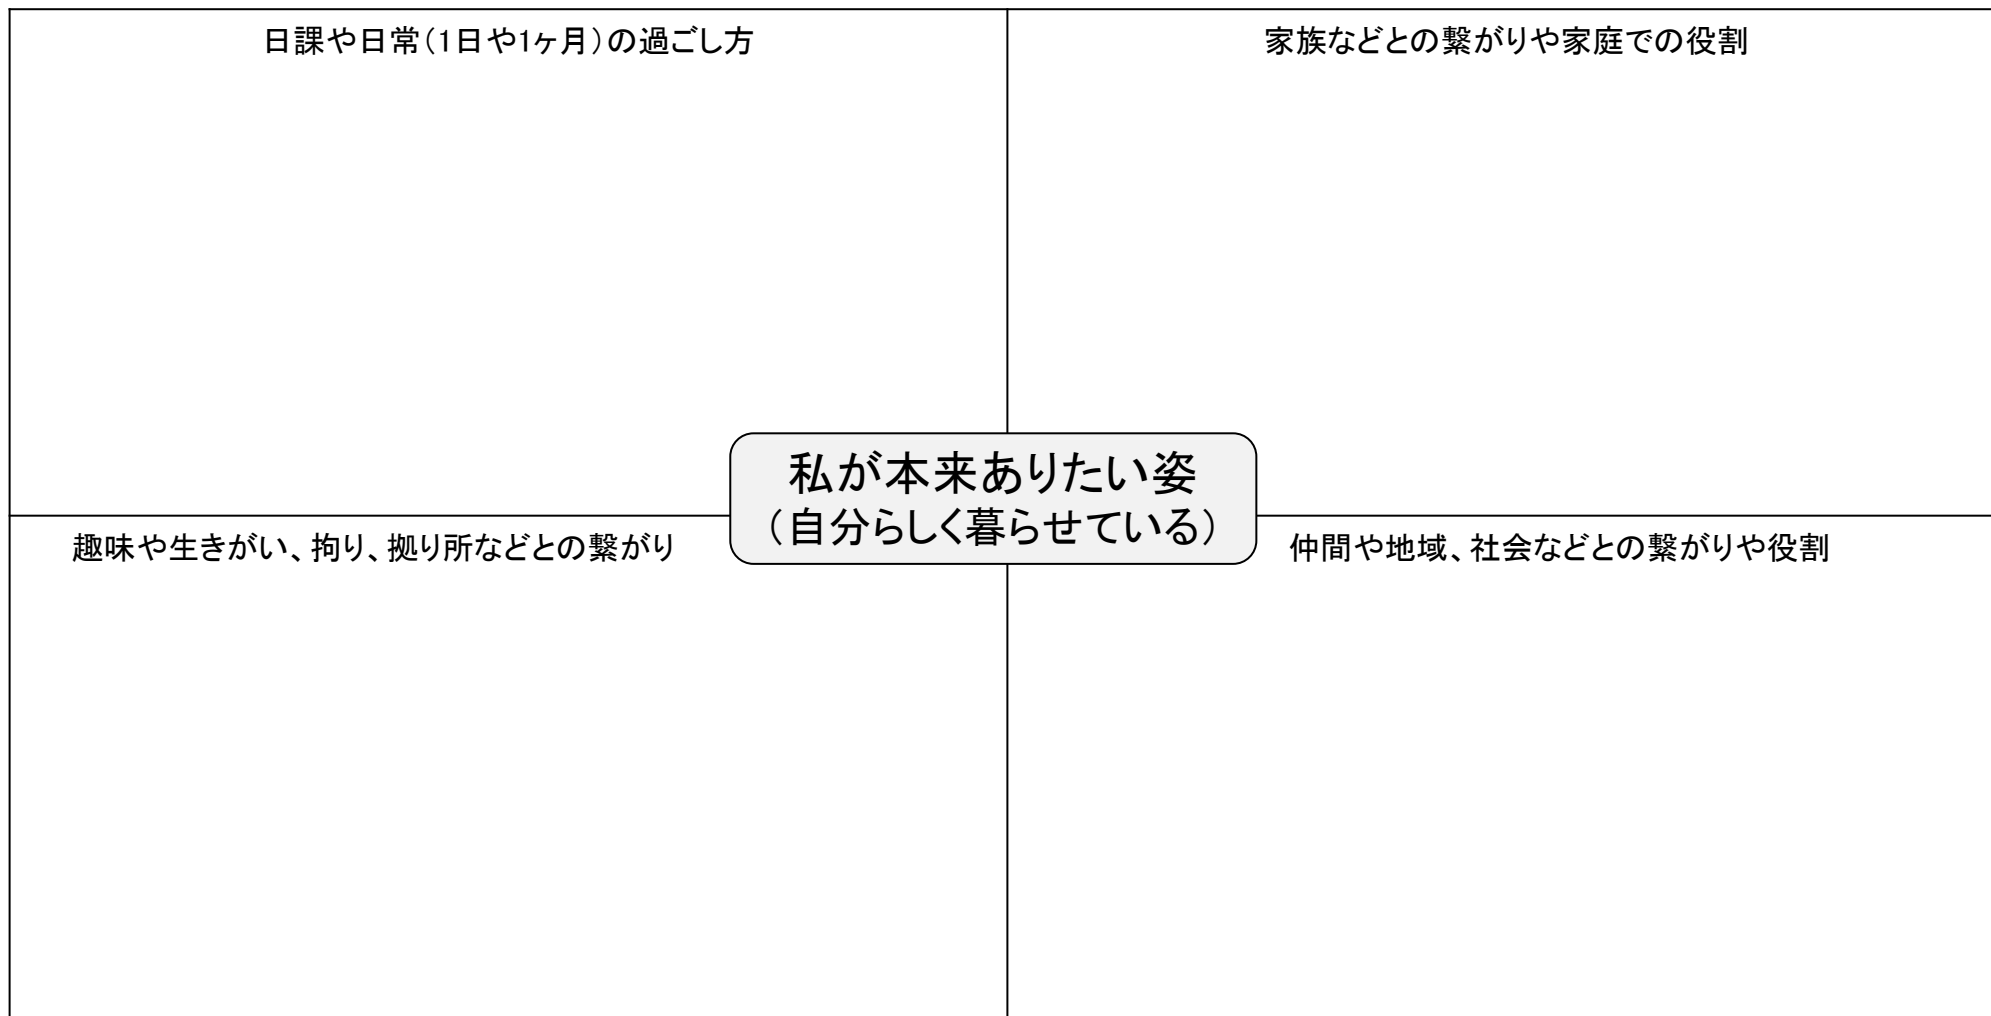 日課や日常(1日や1ヶ月)の過ごし方
家族などとの繋がりや家庭での役割
私が本来ありたい姿
(自分らしく暮らせている)
趣味や生きがい、拘り、拠り所などとの繋がり
仲間や地域、社会などとの繋がりや役割